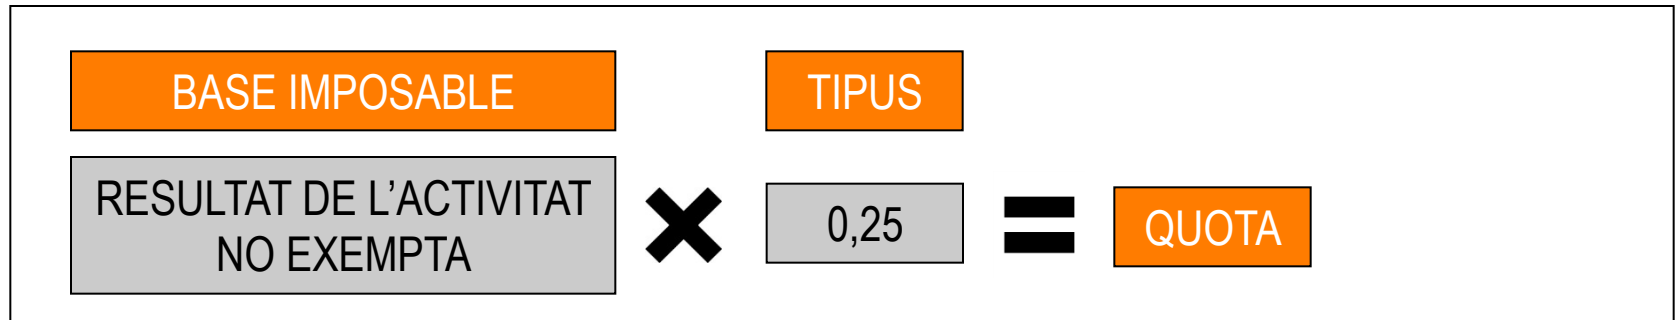 BASE IMPOSABLE
TIPUS
RESULTAT DE L’ACTIVITAT
NO EXEMPTA
0,25
QUOTA